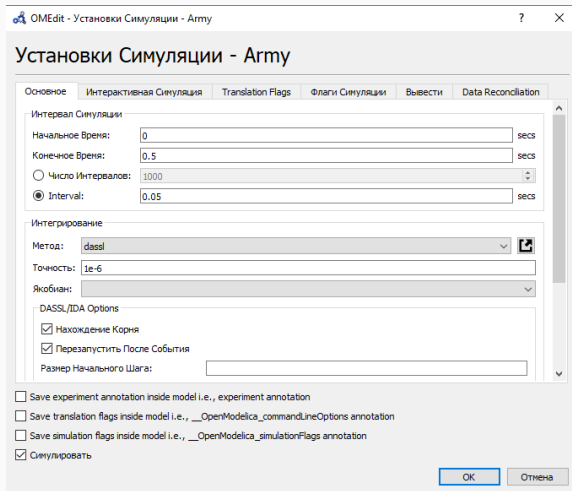 OMEdit - Установки Симуляции - Army
Установки Симуляции - Army
Основное Интерактивная Симуляция Translation Flags Флаги Симуляции Вывести Data Reconciliation
Интервал Симуляции
Начальное Время: 0 secs
Конечное Время: 0.5 secs
Число Интервалов: 1000
Interval: 0.05 secs
Интегрирование
Метод: dassl
Точность: 1e-6
Якобиан:
DASSL/IDA Options
Нахождение Корня
Перезапустить После События
Размер Начального Шага:
Save experiment annotation inside model i.e., experiment annotation
Save translation flags inside model i.e., __OpenModelica_commandLineOptions annotation
Save simulation flags inside model i.e., __OpenModelica_simulationFlags annotation
Симулировать
OK Отмена